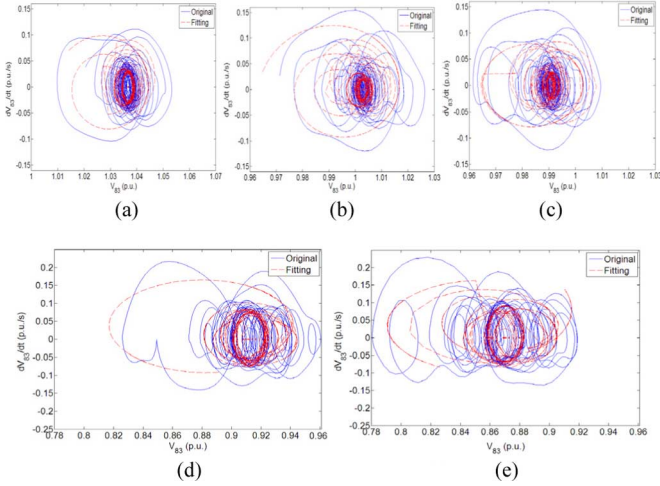 0.15
0.1
0.05
0
-0.05
-0.1
-0.15
dV83/dt (p.u./s)
1 1.01 1.02 1.03 1.04 1.05 1.06 1.07
V83 (p.u.)
Original
Fitting
(a)
0.15
0.1
0.05
0
-0.05
-0.1
-0.15
dV83/dt (p.u./s)
0.96 0.97 0.98 0.99 1 1.01 1.02 1.03
V83 (p.u.)
Original
Fitting
(b)
0.15
0.1
0.05
0
-0.05
-0.1
-0.15
dV83/dt (p.u./s)
0.96 0.97 0.98 0.99 1 1.01 1.02 1.03
V83 (p.u.)
Original
Fitting
(c)
0.2
0.15
0.1
0.05
0
-0.05
-0.1
-0.15
-0.2
-0.25
dV83/dt (p.u./s)
0.78 0.8 0.82 0.84 0.86 0.88 0.9 0.92 0.94 0.96
V83 (p.u.)
Original
Fitting
(d)
0.2
0.15
0.1
0.05
0
-0.05
-0.1
-0.15
-0.2
-0.25
dV83/dt (p.u./s)
0.78 0.8 0.82 0.84 0.86 0.88 0.9 0.92 0.94 0.96
V83 (p.u.)
Original
Fitting
(e)